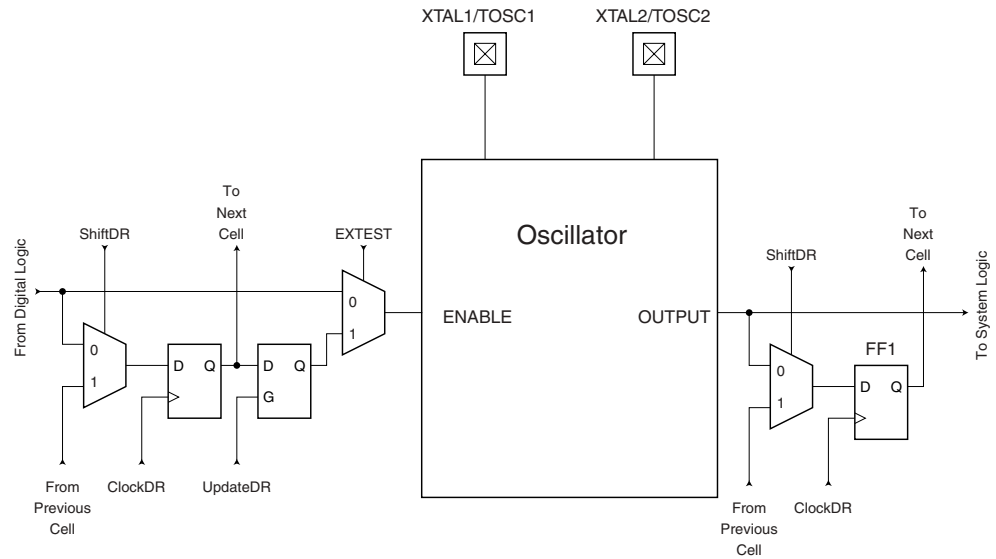 XTAL1/TOSC1
XTAL2/TOSC2
To
Next
Cell
ShiftDR
EXTEST
From Digital Logic
0
1
D
Q
D
Q
G
0
1
From
Previous
Cell
ClockDR
UpdateDR
Oscillator
ENABLE
OUTPUT
To
Next
Cell
ShiftDR
To System Logic
FF1
0
1
D
Q
From
Previous
Cell
ClockDR